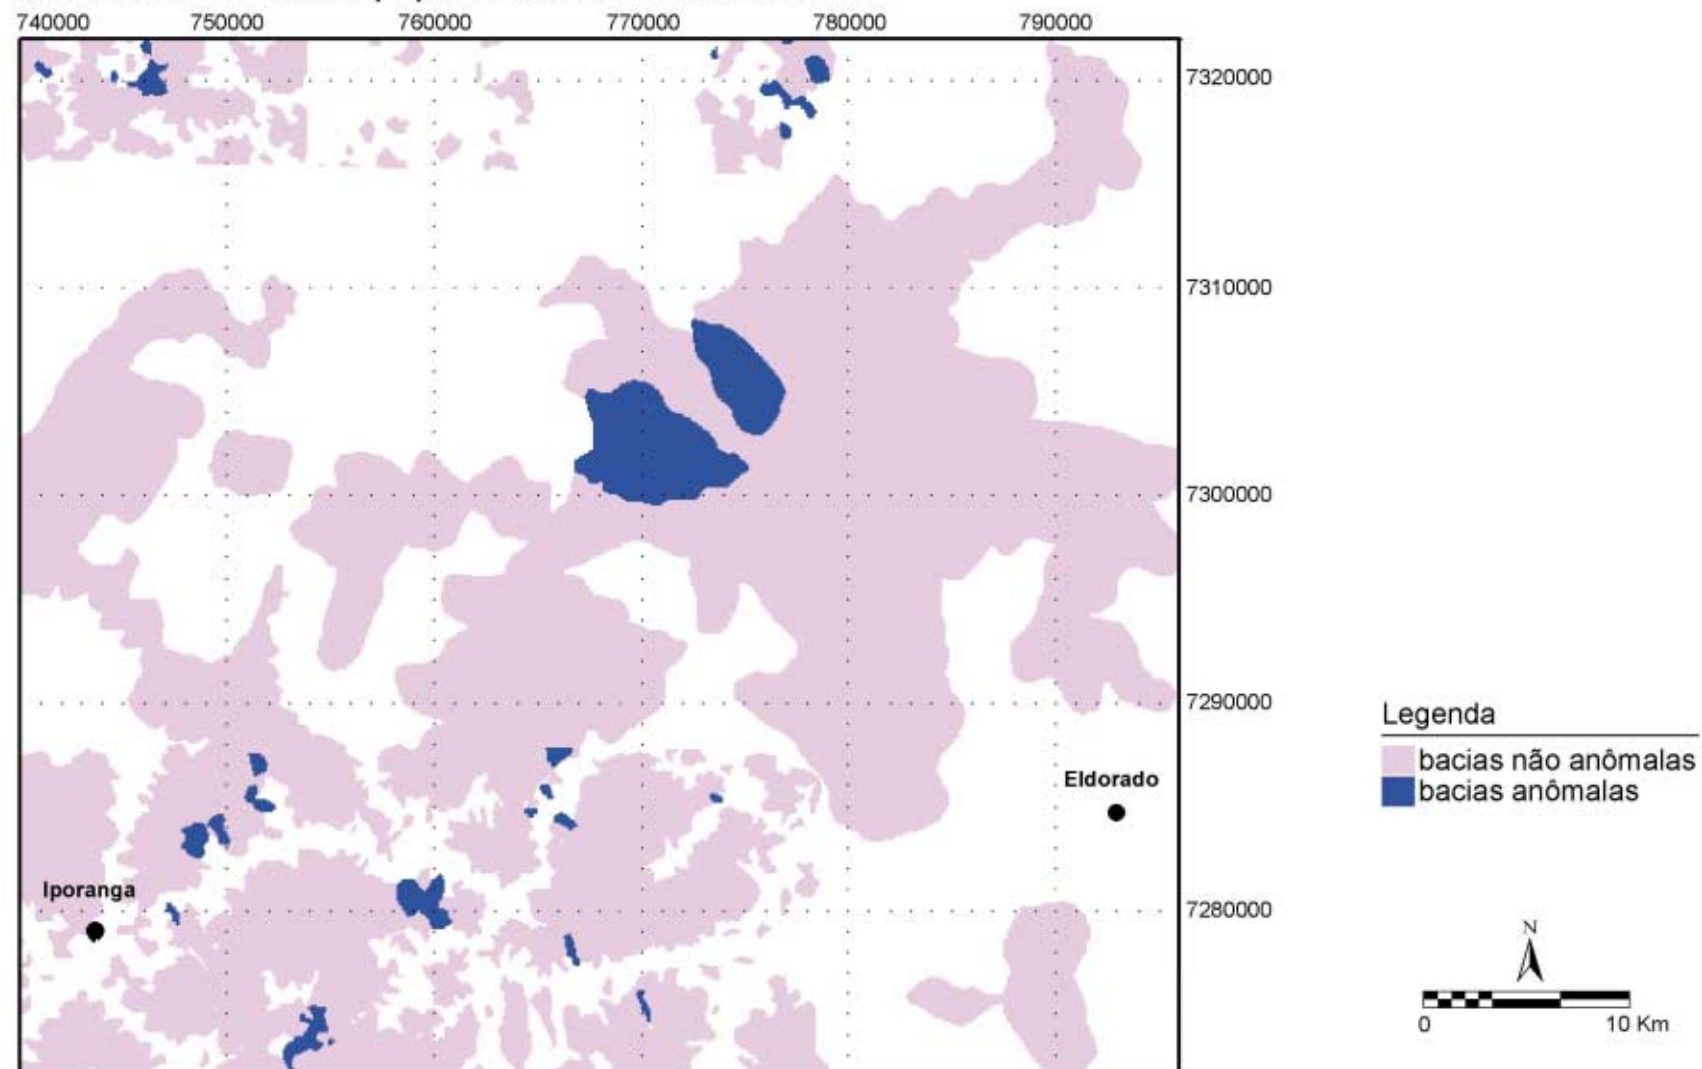 740000 750000 760000 770000 780000 790000
7320000
7310000
7300000
7290000
Legenda
bacias não anômalas
bacias anômalas
Eldorado
Iporanga
7280000
N
0 10 Km